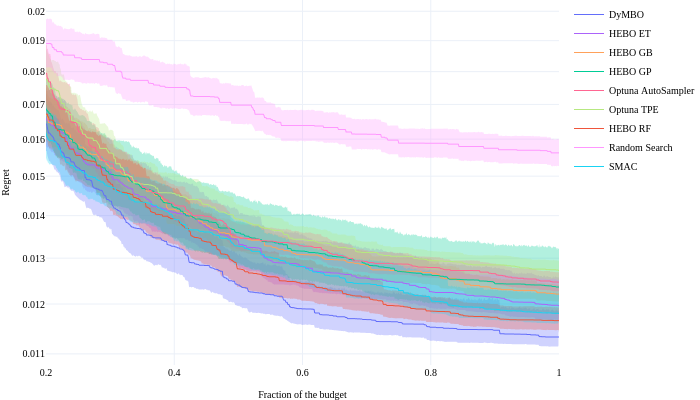 0.02
0.019
0.018
0.017
0.016
0.015
0.014
0.013
0.012
0.011
Regret
0.2
0.4
0.6
0.8
1
Fraction of the budget
DyMBO
HEBO ET
HEBO GB
HEBO GP
Optuna AutoSampler
Optuna TPE
HEBO RF
Random Search
SMAC